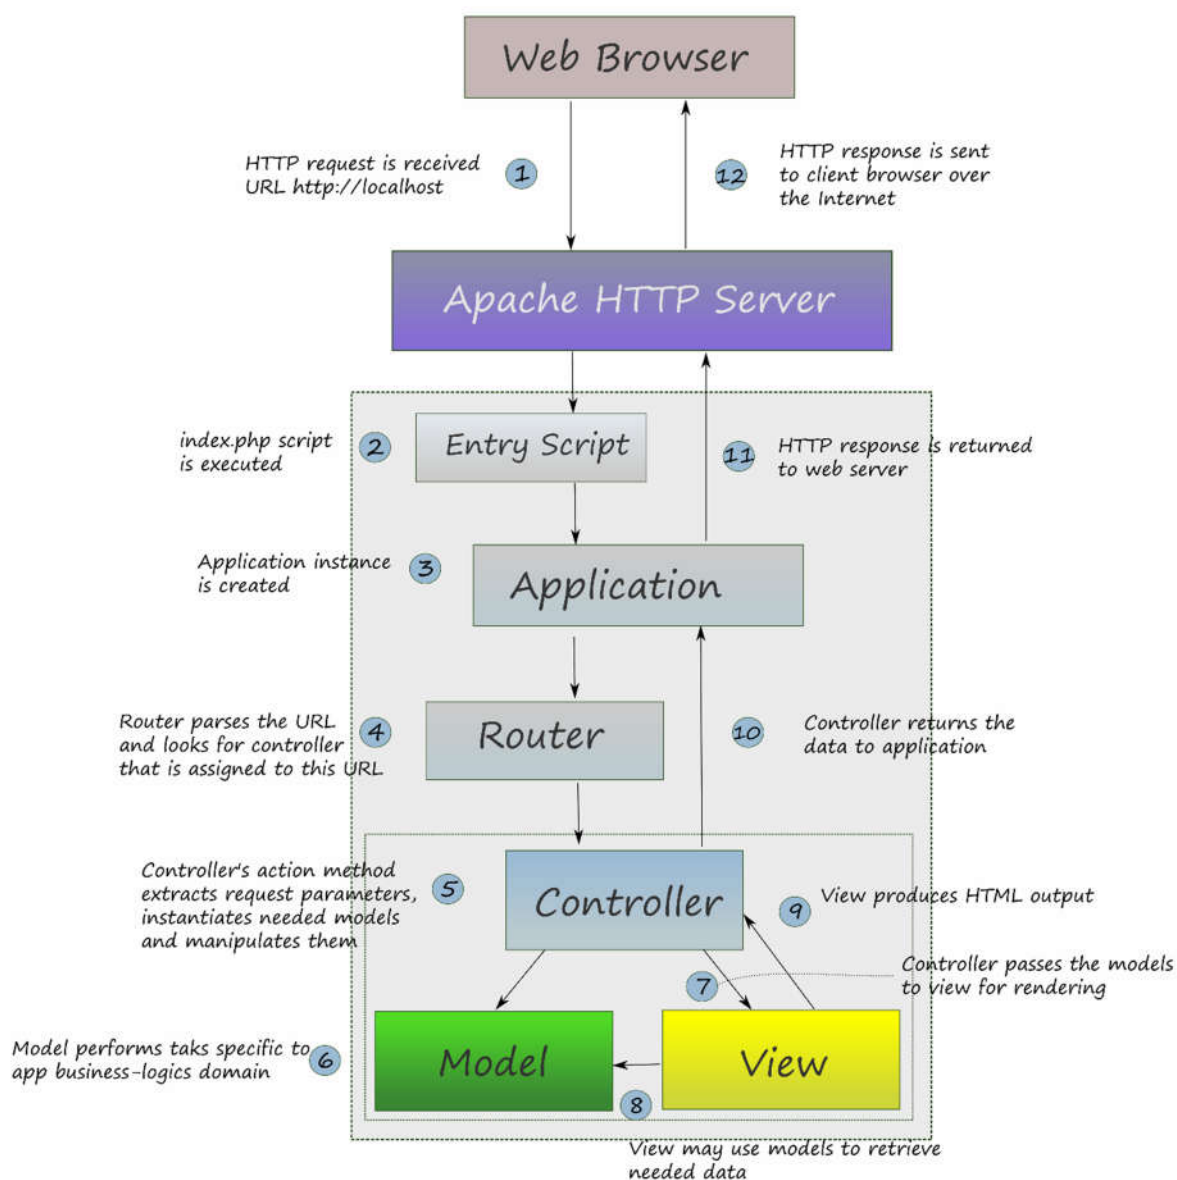 Web Browser
HTTP request is received
URL http://localhost
1
12
HTTP response is sent
to client browser over
the Internet
Apache HTTP Server
index.php script
is executed
2
Entry Script
11
HTTP response is returned
to web server
Application instance
is created
3
Application
Router parses the URL
and looks for controller
that is assigned to this URL
4
Router
10
Controller returns the
data to application
Controller's action method
extracts request parameters,
instantiates needed models
and manipulates them
5
Controller
9
View produces HTML output
7
Controller passes the models
to view for rendering
Model performs taks specific to
app business-logics domain
6
Model
View
8
View may use models to retrieve
needed data